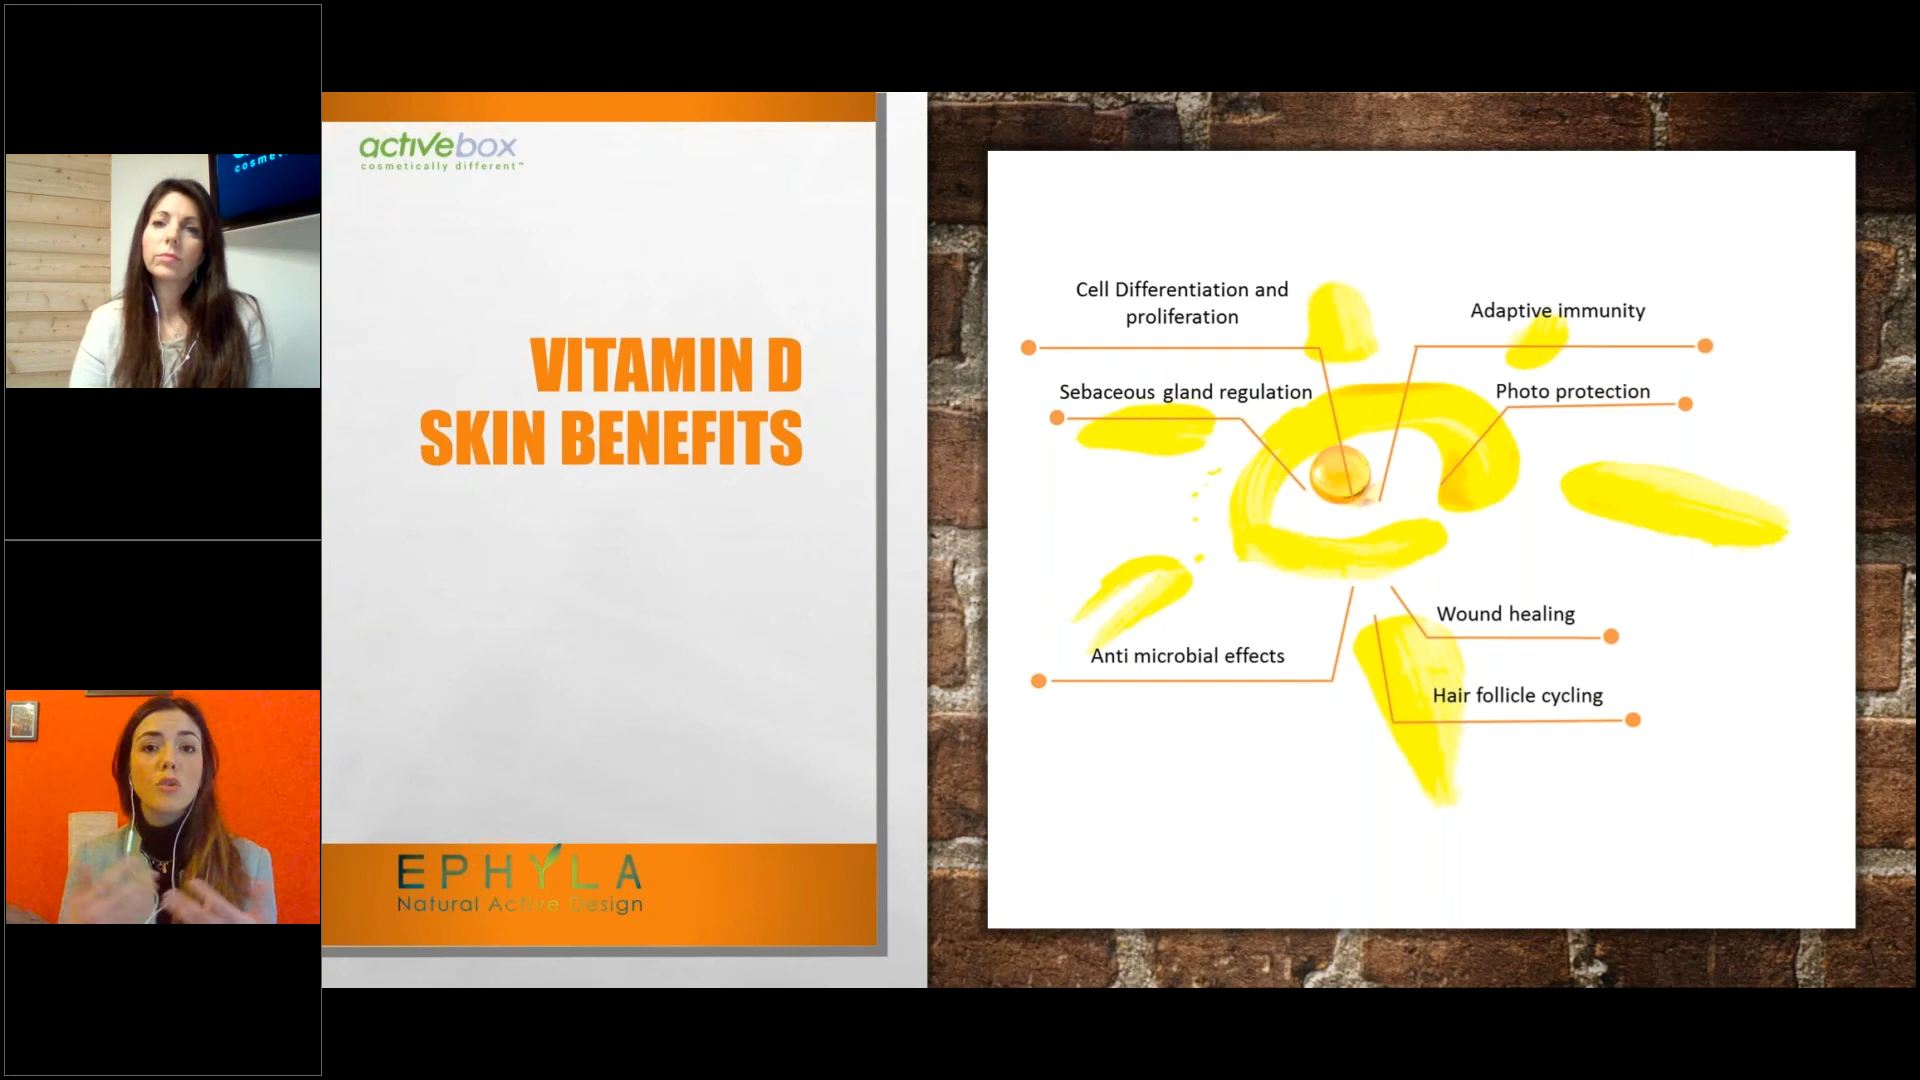 cosme
activebox
cosmetically different™
VITAMIN D
SKIN BENEFITS
EPHYLA
Natural Active Design
Cell Differentiation and
proliferation
Adaptive immunity
Sebaceous gland regulation
Photo protection
Wound healing
Anti microbial effects
Hair follicle cycling